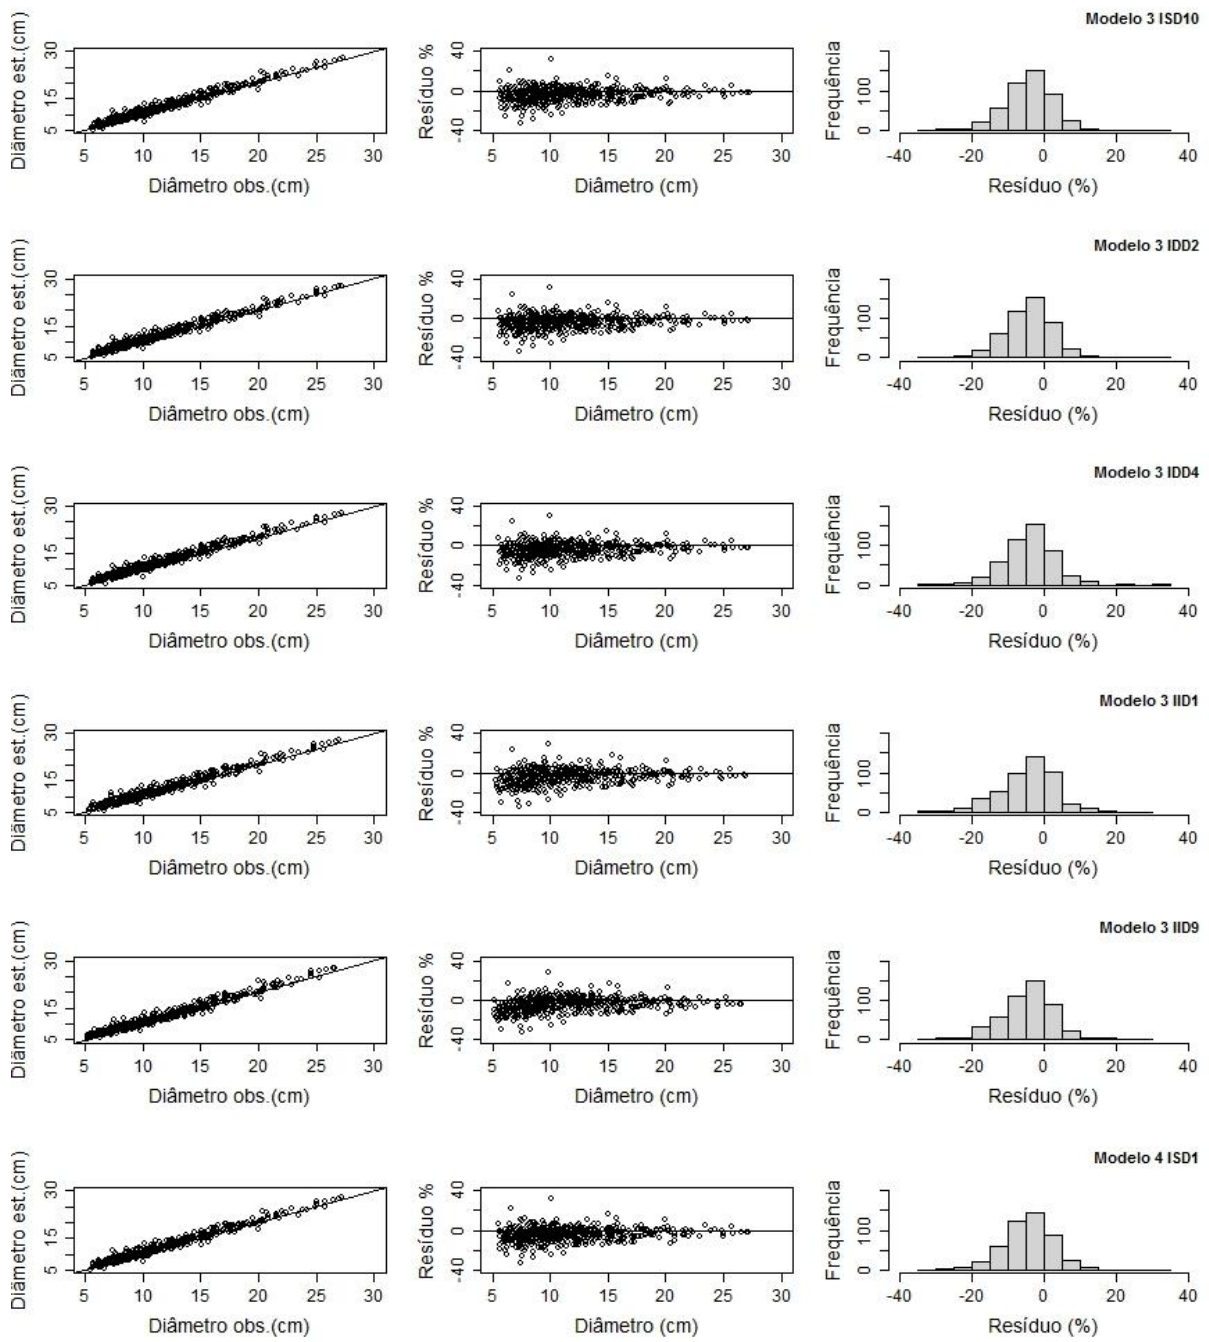 Modelo 3 ISD10
Diâmetro est.(cm)
5 15 30
5 10 15 20 25 30
Diâmetro obs.(cm)
Resíduo %
-40 0 40
5 10 15 20 25 30
Diâmetro (cm)
Frequência
0 100
-40 -20 0 20 40
Resíduo (%)
Modelo 3 IDD2
Diâmetro est.(cm)
5 15 30
5 10 15 20 25 30
Diâmetro obs.(cm)
Resíduo %
-40 0 40
5 10 15 20 25 30
Diâmetro (cm)
Frequência
0 100
-40 -20 0 20 40
Resíduo (%)
Modelo 3 IDD4
Diâmetro est.(cm)
5 15 30
5 10 15 20 25 30
Diâmetro obs.(cm)
Resíduo %
-40 0 40
5 10 15 20 25 30
Diâmetro (cm)
Frequência
0 100
-40 -20 0 20 40
Resíduo (%)
Modelo 3 IID1
Diâmetro est.(cm)
5 15 30
5 10 15 20 25 30
Diâmetro obs.(cm)
Resíduo %
-40 0 40
5 10 15 20 25 30
Diâmetro (cm)
Frequência
0 100
-40 -20 0 20 40
Resíduo (%)
Modelo 3 IID9
Diâmetro est.(cm)
5 15 30
5 10 15 20 25 30
Diâmetro obs.(cm)
Resíduo %
-40 0 40
5 10 15 20 25 30
Diâmetro (cm)
Frequência
0 100
-40 -20 0 20 40
Resíduo (%)
Modelo 4 ISD1
Diâmetro est.(cm)
5 15 30
5 10 15 20 25 30
Diâmetro obs.(cm)
Resíduo %
-40 0 40
5 10 15 20 25 30
Diâmetro (cm)
Frequência
0 100
-40 -20 0 20 40
Resíduo (%)